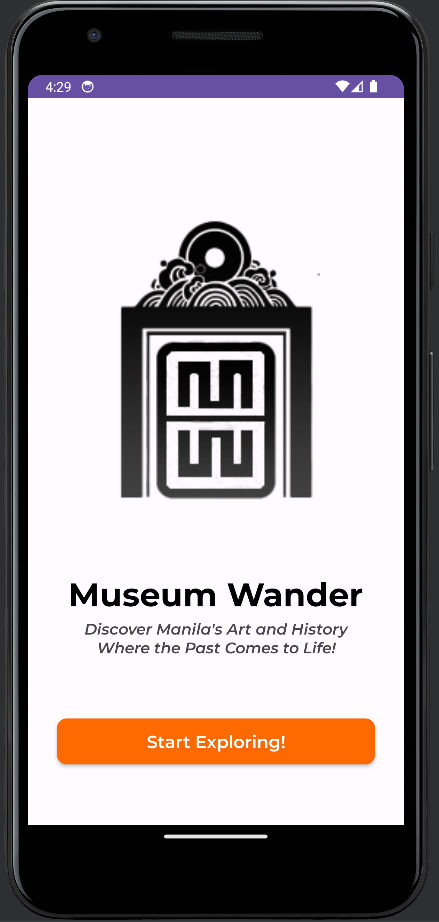 4:29
M
W
Museum Wander
Discover Manila's Art and History
Where the Past Comes to Life!
Start Exploring!